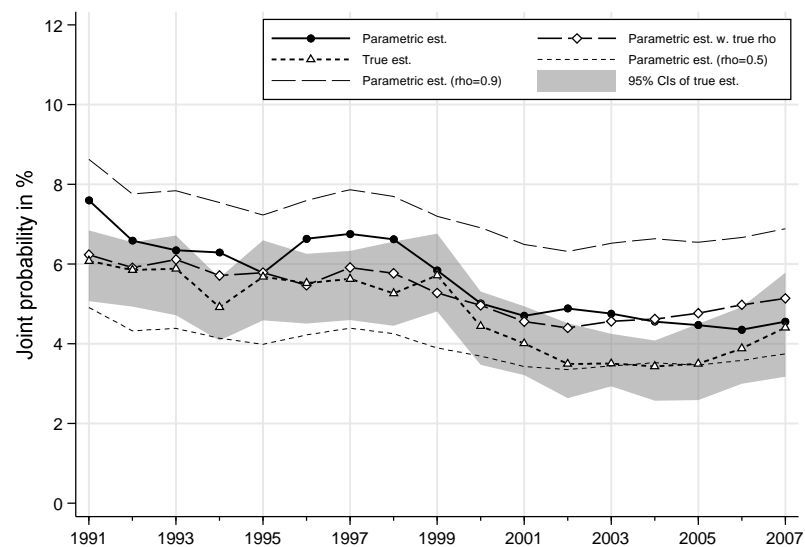 Parametric est.
Parametric est. w. true rho
True est.
Parametric est. (rho=0.5)
Parametric est. (rho=0.9)
95% CIs of true est.
Joint probability in %
12
10
8
6
4
2
0
1991 1993 1995 1997 1999 2001 2003 2005 2007